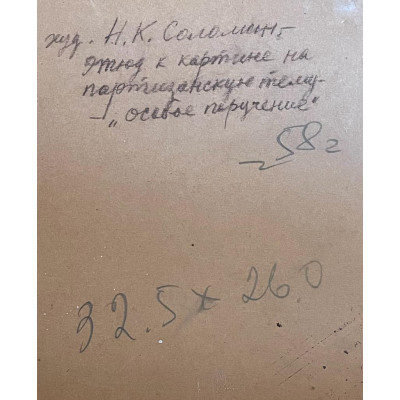 худ. Н.К. Соломин.-
Этюд к картине на
партизанскую тему-
- „особое поручение"
58 г
32.5 x 26.0